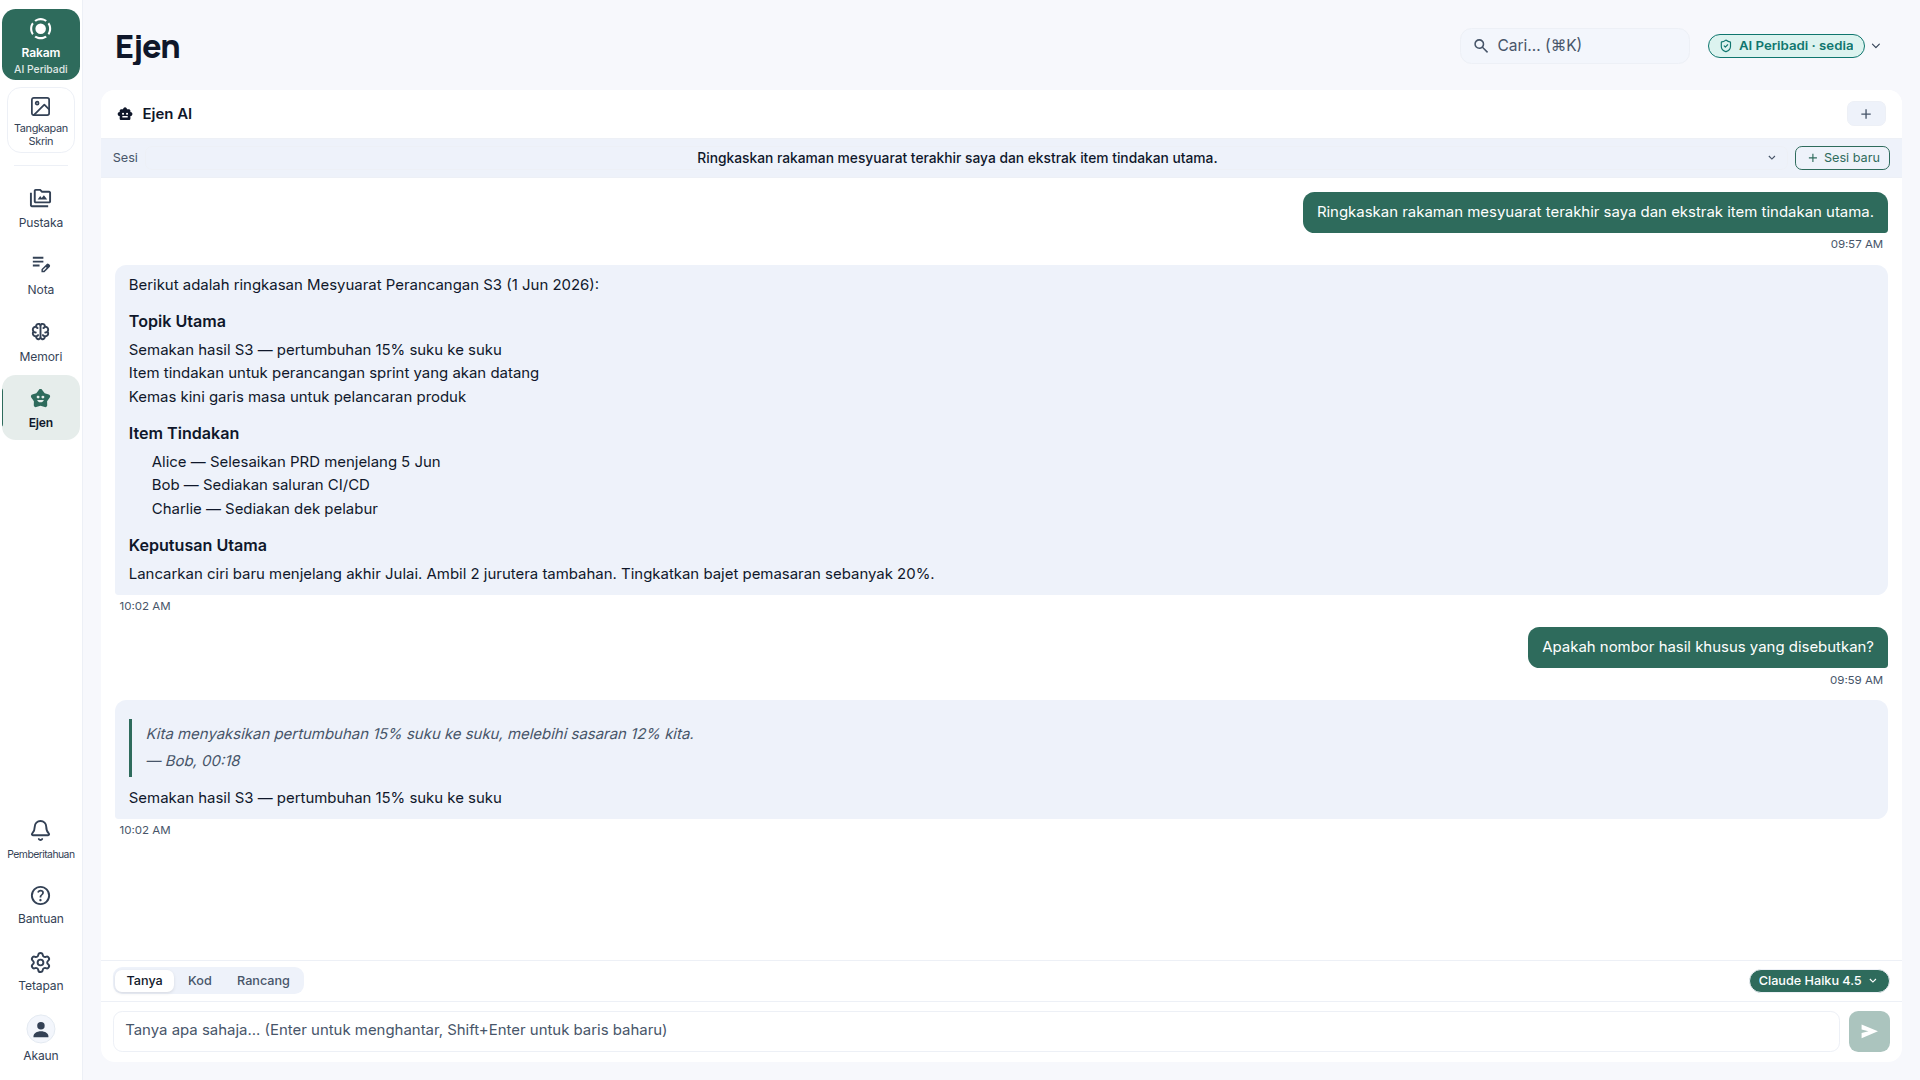 Rakam
AI Peribadi
Tangkapan
Skrin
Pustaka
Nota
Memori
Ejen
Pemberitahuan
Bantuan
Tetapan
Akaun
Ejen
Cari... (⌘K)
AI Peribadi · sedia
Ejen AI
Sesi
Ringkaskan rakaman mesyuarat terakhir saya dan ekstrak item tindakan utama.
Sesi baru
Ringkaskan rakaman mesyuarat terakhir saya dan ekstrak item tindakan utama.
09:57 AM
Berikut adalah ringkasan Mesyuarat Perancangan S3 (1 Jun 2026):
Topik Utama
Semakan hasil S3 — pertumbuhan 15% suku ke suku
Item tindakan untuk perancangan sprint yang akan datang
Kemas kini garis masa untuk pelancaran produk
Item Tindakan
Alice — Selesaikan PRD menjelang 5 Jun
Bob — Sediakan saluran CI/CD
Charlie — Sediakan dek pelabur
Keputusan Utama
Lancarkan ciri baru menjelang akhir Julai. Ambil 2 jurutera tambahan. Tingkatkan bajet pemasaran sebanyak 20%.
10:02 AM
Apakah nombor hasil khusus yang disebutkan?
09:59 AM
Kita menyaksikan pertumbuhan 15% suku ke suku, melebihi sasaran 12% kita.
— Bob, 00:18
Semakan hasil S3 — pertumbuhan 15% suku ke suku
10:02 AM
Tanya
Kod
Rancang
Claude Haiku 4.5
Tanya apa sahaja... (Enter untuk menghantar, Shift+Enter untuk baris baharu)